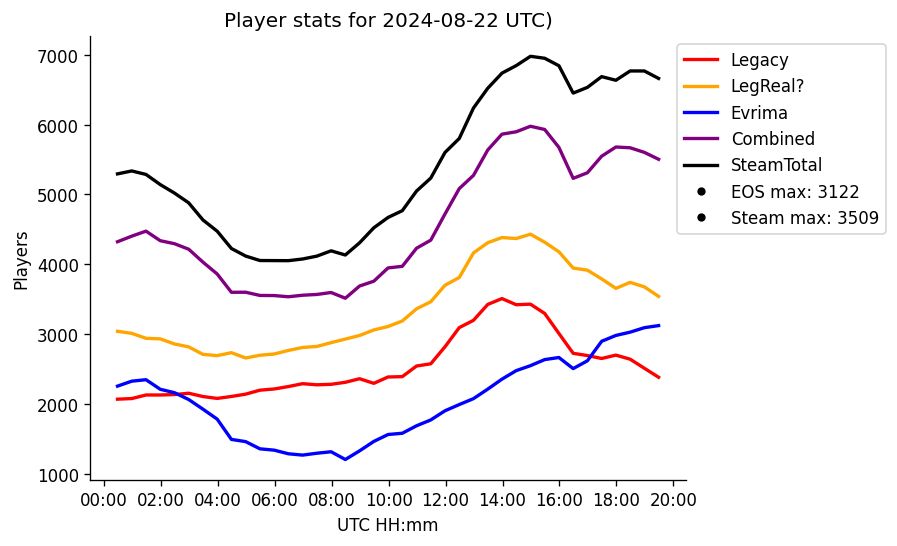 Player stats for 2024-08-22 UTC)
7000
6000
5000
4000
3000
2000
1000
Players
00:00 02:00 04:00 06:00 08:00 10:00 12:00 14:00 16:00 18:00 20:00
UTC HH:mm
Legacy
LegReal?
Evrima
Combined
SteamTotal
EOS max: 3122
Steam max: 3509